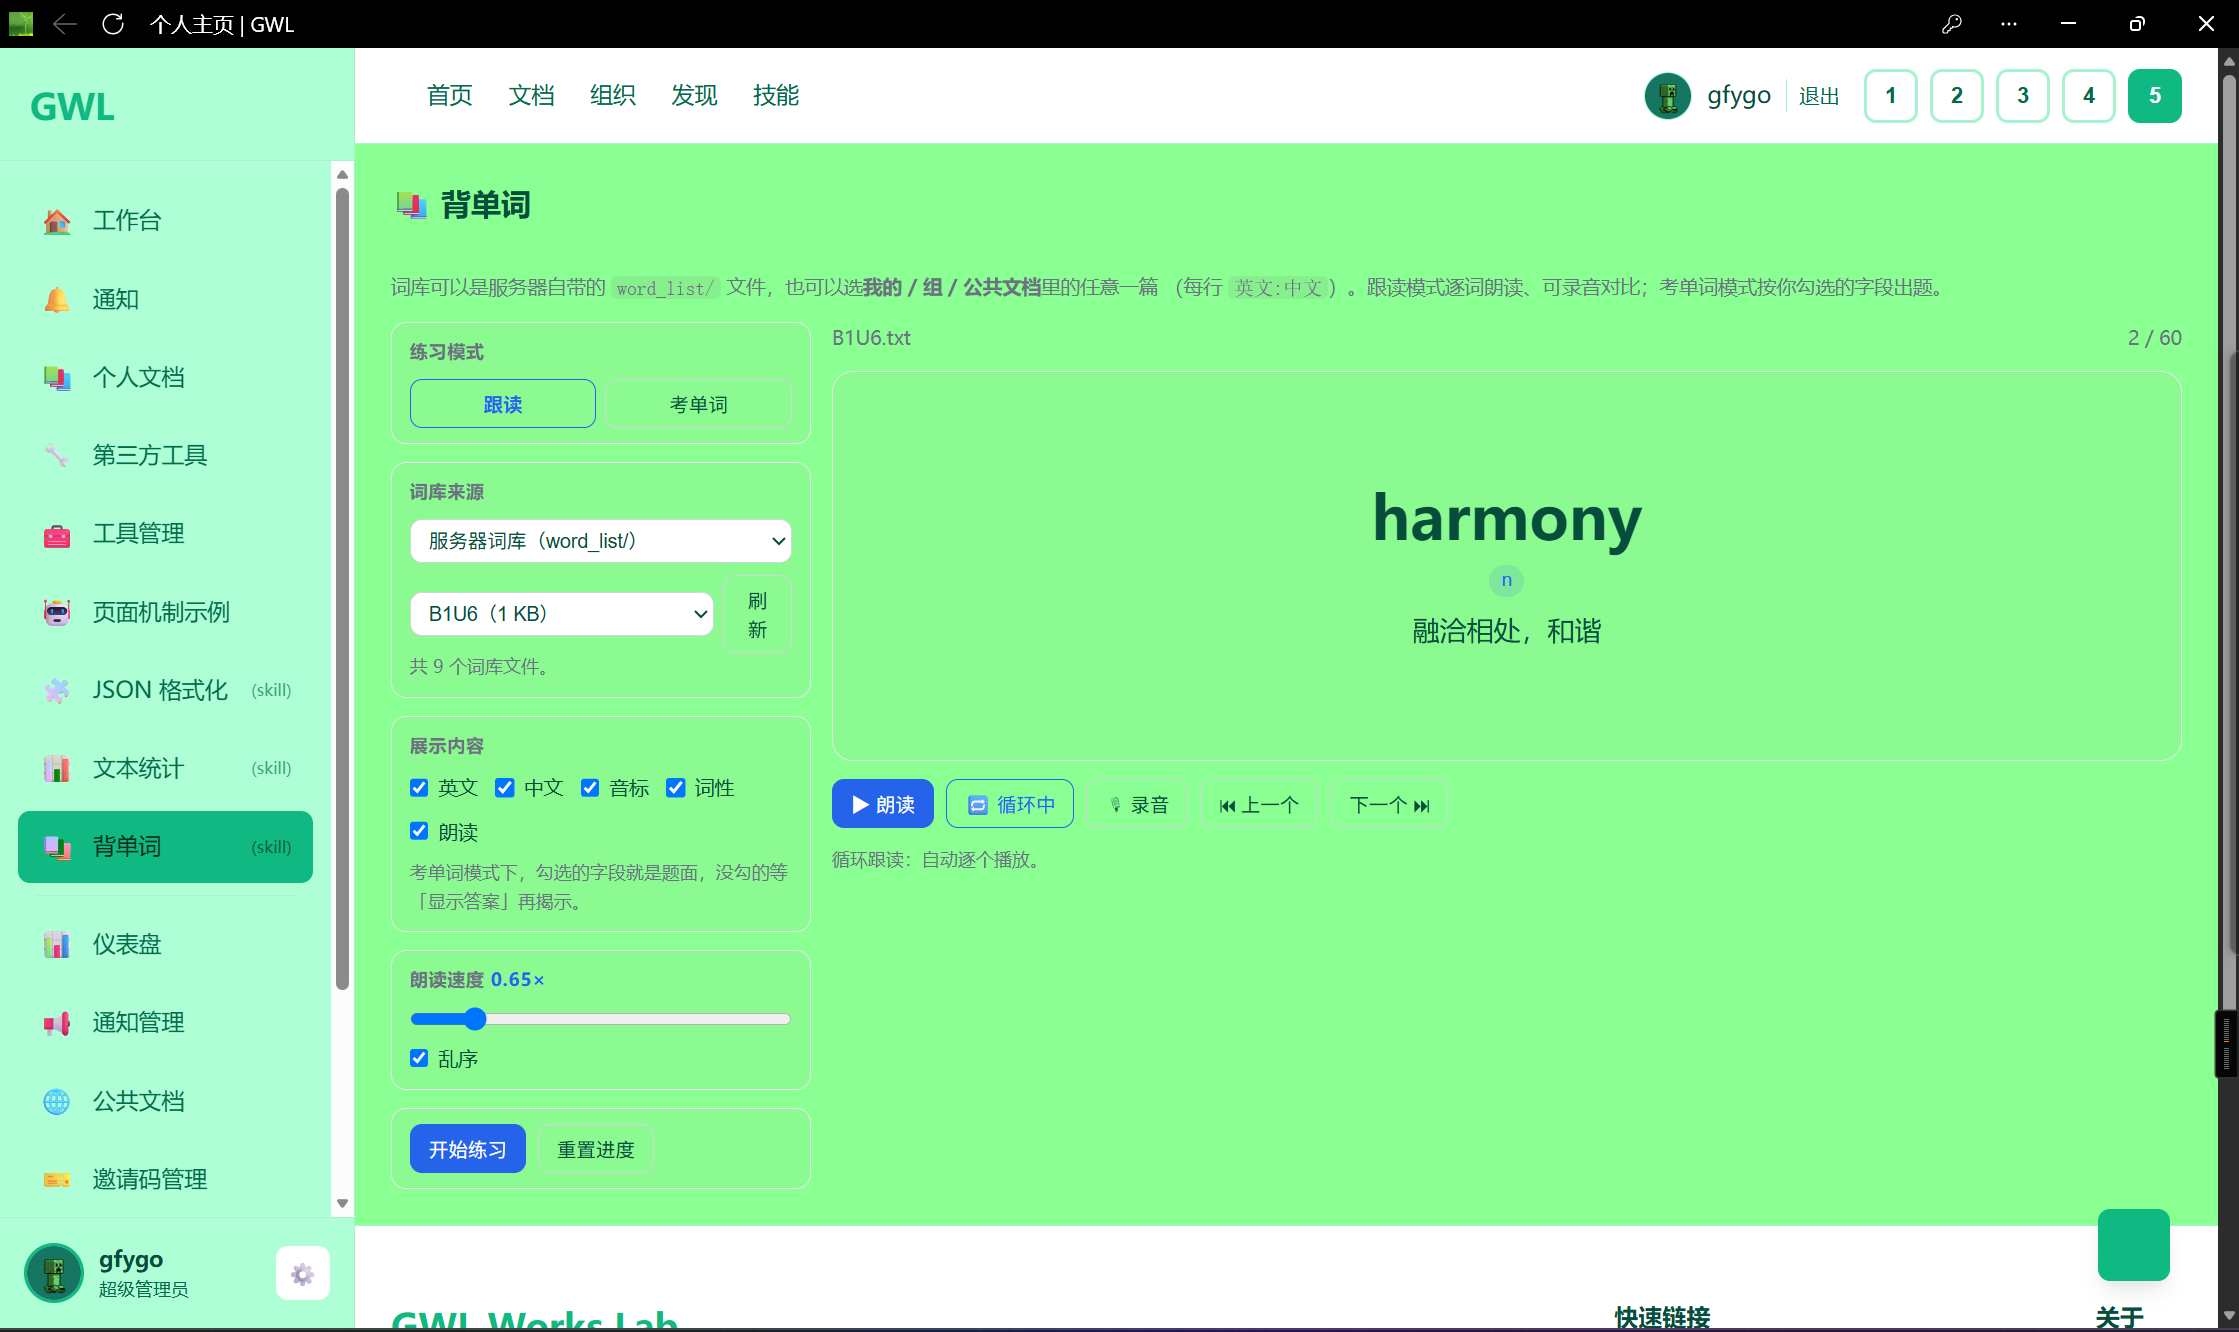 个人主页 | GWL
GWL
工作台
通知
个人文档
第三方工具
工具管理
页面机制示例
JSON 格式化 (skill)
文本统计 (skill)
背单词 (skill)
仪表盘
通知管理
公共文档
邀请码管理
gfygo
超级管理员
首页 文档 组织 发现 技能
gfygo 退出 1 2 3 4 5
背单词
词库可以是服务器自带的 word_list/ 文件，也可以选我的 / 组 / 公共文档里的任意一篇 （每行 英文:中文 ）。跟读模式逐词朗读、可录音对比；考单词模式按你勾选的字段出题。
练习模式
跟读 考单词
词库来源
服务器词库（word_list/）
B1U6（1 KB）
刷
新
共 9 个词库文件。
展示内容
英文 中文 音标 词性
朗读
考单词模式下，勾选的字段就是题面，没勾的等
「显示答案」再揭示。
朗读速度 0.65×
乱序
开始练习 重置进度
B1U6.txt 2 / 60
harmony
n
融洽相处，和谐
▶ 朗读 循环中 录音 ⏮ 上一个 下一个 ⏭
循环跟读：自动逐个播放。
GWL Works Lab
快速链接
关于